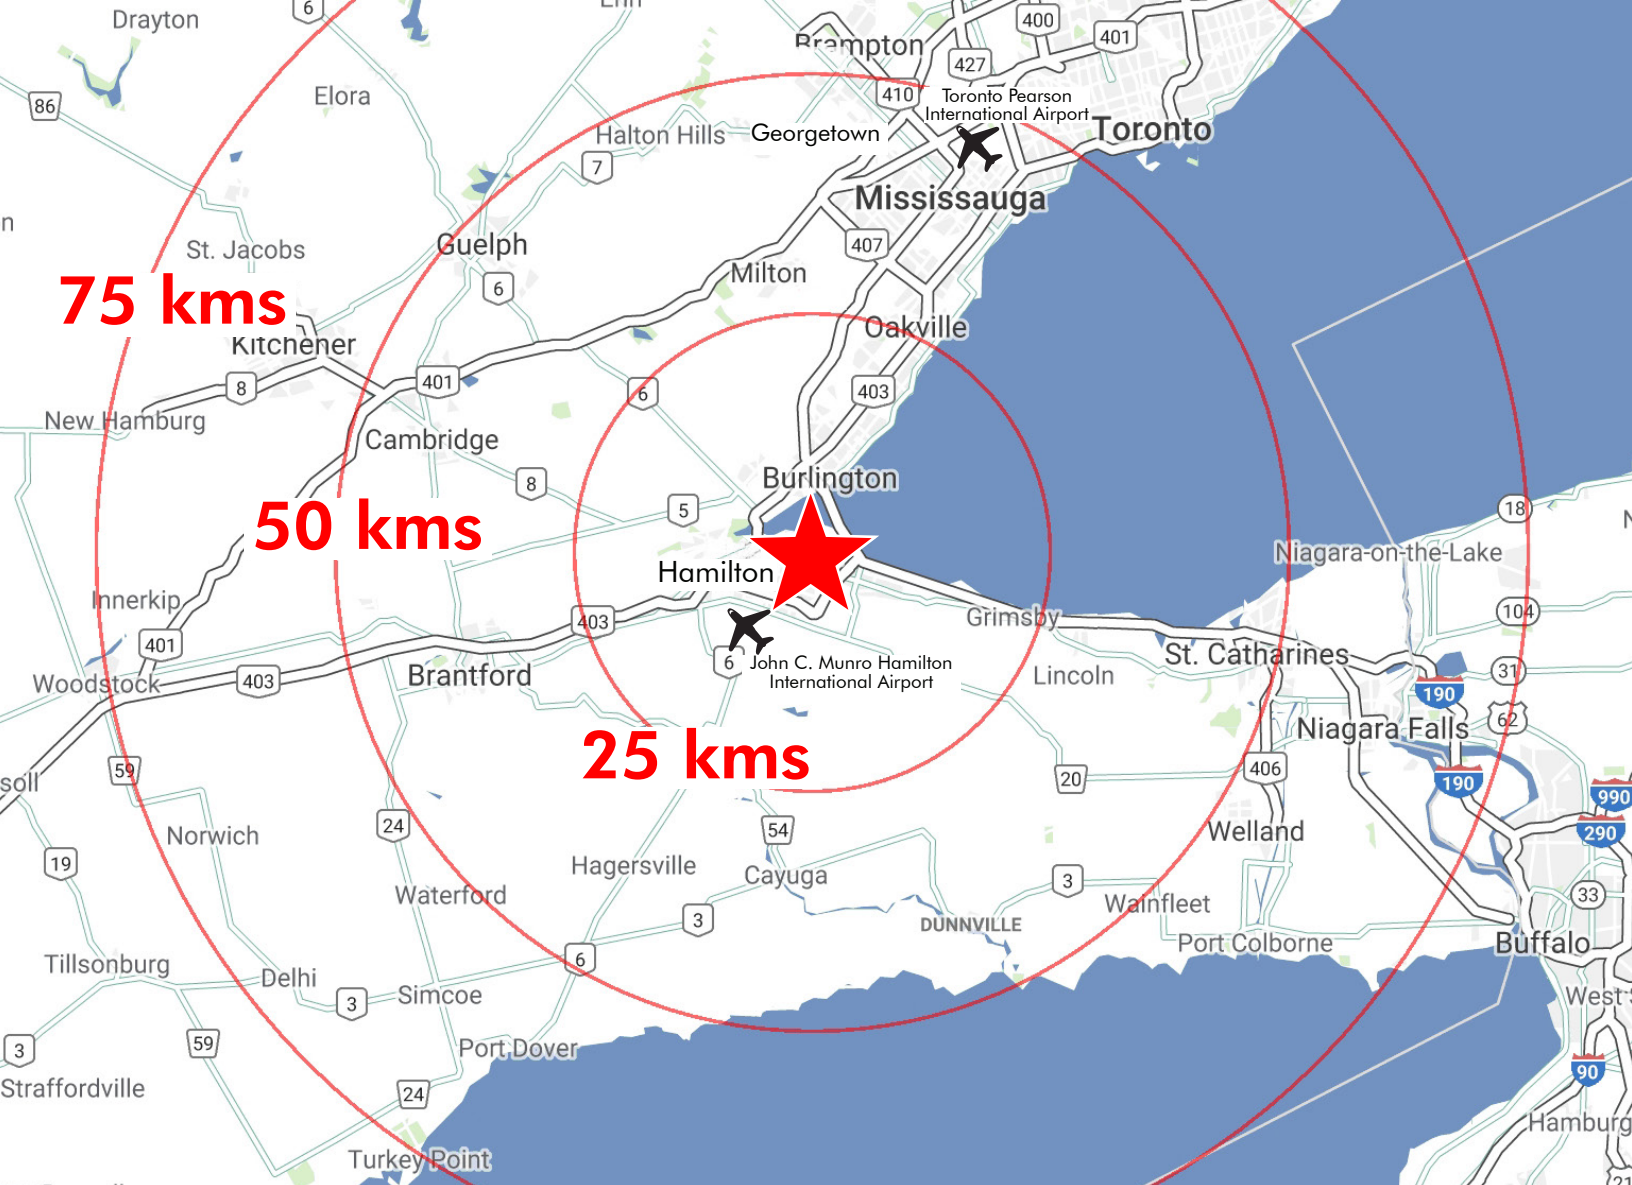 Drayton
6
400
401
Brampton
427
86
Elora
410
Toronto Pearson
International Airport
Halton Hills
Georgetown
Toronto
7
Mississauga
St. Jacobs
Guelph
407
Milton
6
75 kms
Oakville
Kitchener
401
8
6
403
New Hamburg
Cambridge
Burlington
8
5
18
50 kms
Niagara-on-the-Lake
Hamilton
Innerkip
104
403
Grimsby
401
St. Catharines
6
John C. Munro Hamilton
International Airport
Lincoln
31
Woodstock
403
Brantford
190
62
Niagara Falls
25 kms
59
20
406
190
soll
990
24
54
Welland
290
Norwich
19
Hagersville
Cayuga
3
Waterford
33
Wainfleet
3
DUNNVILLE
Port Colborne
Buffalo
6
Tillsonburg
Delhi
Simcoe
3
West
3
59
Port Dover
90
Straffordville
24
Hamburg
Turkey Point